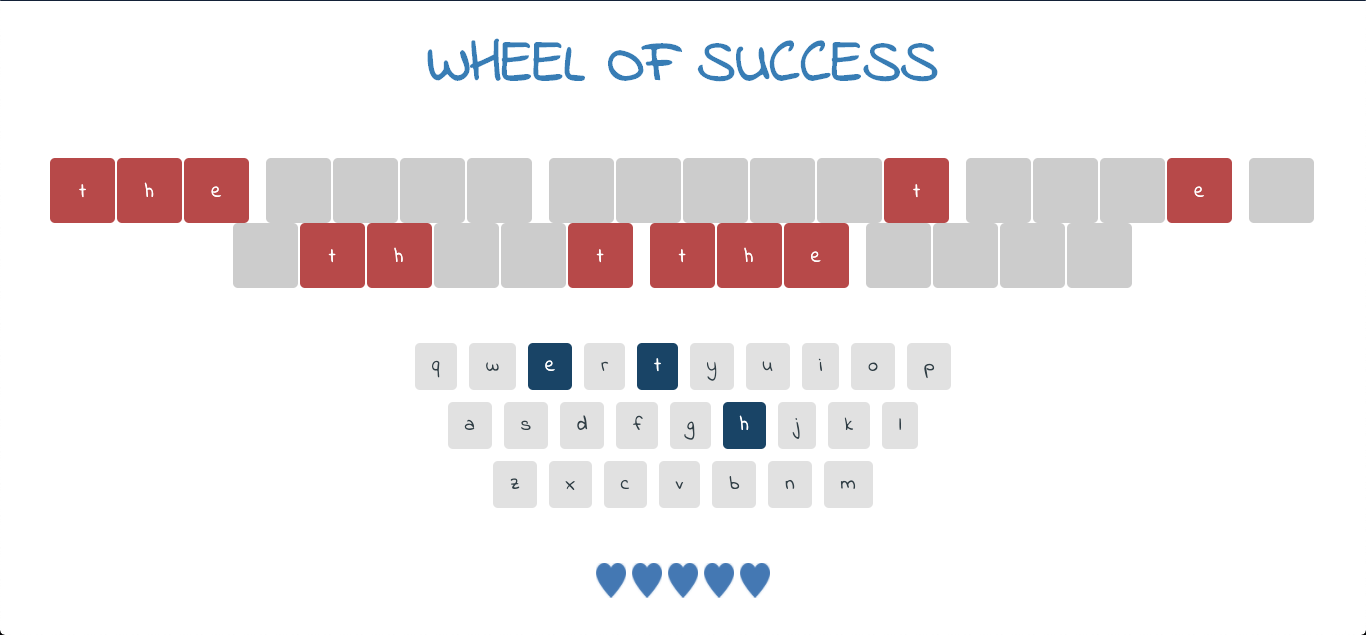 WHEEL OF SUCCESS
t h e t e
t h t t h e
q w e r t y u i o p
a s d f g h j k l
z x c v b n m